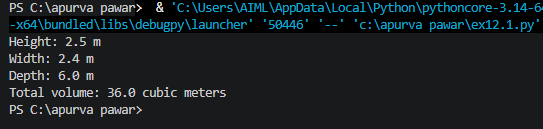 PS C:\apurva pawar>  & 'C:\Users\AIML\AppData\Local\Python\pythoncore-3.14-64
-x64\bundled\libs\debugpy\launcher' '50446' '--' 'c:\apurva pawar\ex12.1.py'
Height: 2.5 m
Width: 2.4 m
Depth: 6.0 m
Total volume: 36.0 cubic meters
PS C:\apurva pawar>